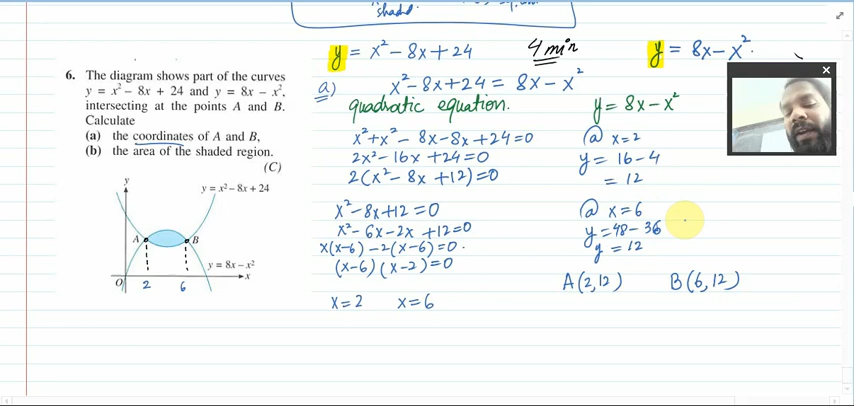 shaded
y = x² - 8x + 24
4 min
y = 8x - x².
6. The diagram shows part of the curves
y = x² – 8x + 24 and y = 8x – x²,
intersecting at the points A and B.
Calculate
(a) the coordinates of A and B,
(b) the area of the shaded region.
(C)
y
y = x² – 8x + 24
A
B
y = 8x – x²
O
2
6
x
a)
x² - 8x + 24 = 8x - x²
quadratic equation.
x² + x² - 8x - 8x + 24 = 0
2x² - 16x + 24 = 0
2(x² - 8x + 12) = 0
x² - 8x + 12 = 0
x² - 6x - 2x + 12 = 0
x(x-6) - 2(x-6) = 0.
(x-6)(x-2) = 0
x = 2 x = 6
y = 8x - x²
@ x = 2
y = 16 - 4
= 12
@ x = 6
y = 48 - 36
y = 12
A(2,12) B(6,12)